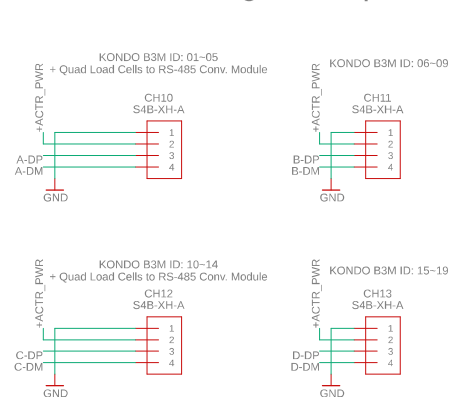 KONDO B3M ID: 01~05
+ Quad Load Cells to RS-485 Conv. Module
+ACTR_PWR
CH10
S4B-XH-A
1
2
3
4
A-DP
A-DM
GND
KONDO B3M ID: 06~09
+ACTR_PWR
CH11
S4B-XH-A
1
2
3
4
B-DP
B-DM
GND
KONDO B3M ID: 10~14
+ Quad Load Cells to RS-485 Conv. Module
+ACTR_PWR
CH12
S4B-XH-A
1
2
3
4
C-DP
C-DM
GND
KONDO B3M ID: 15~19
+ACTR_PWR
CH13
S4B-XH-A
1
2
3
4
D-DP
D-DM
GND